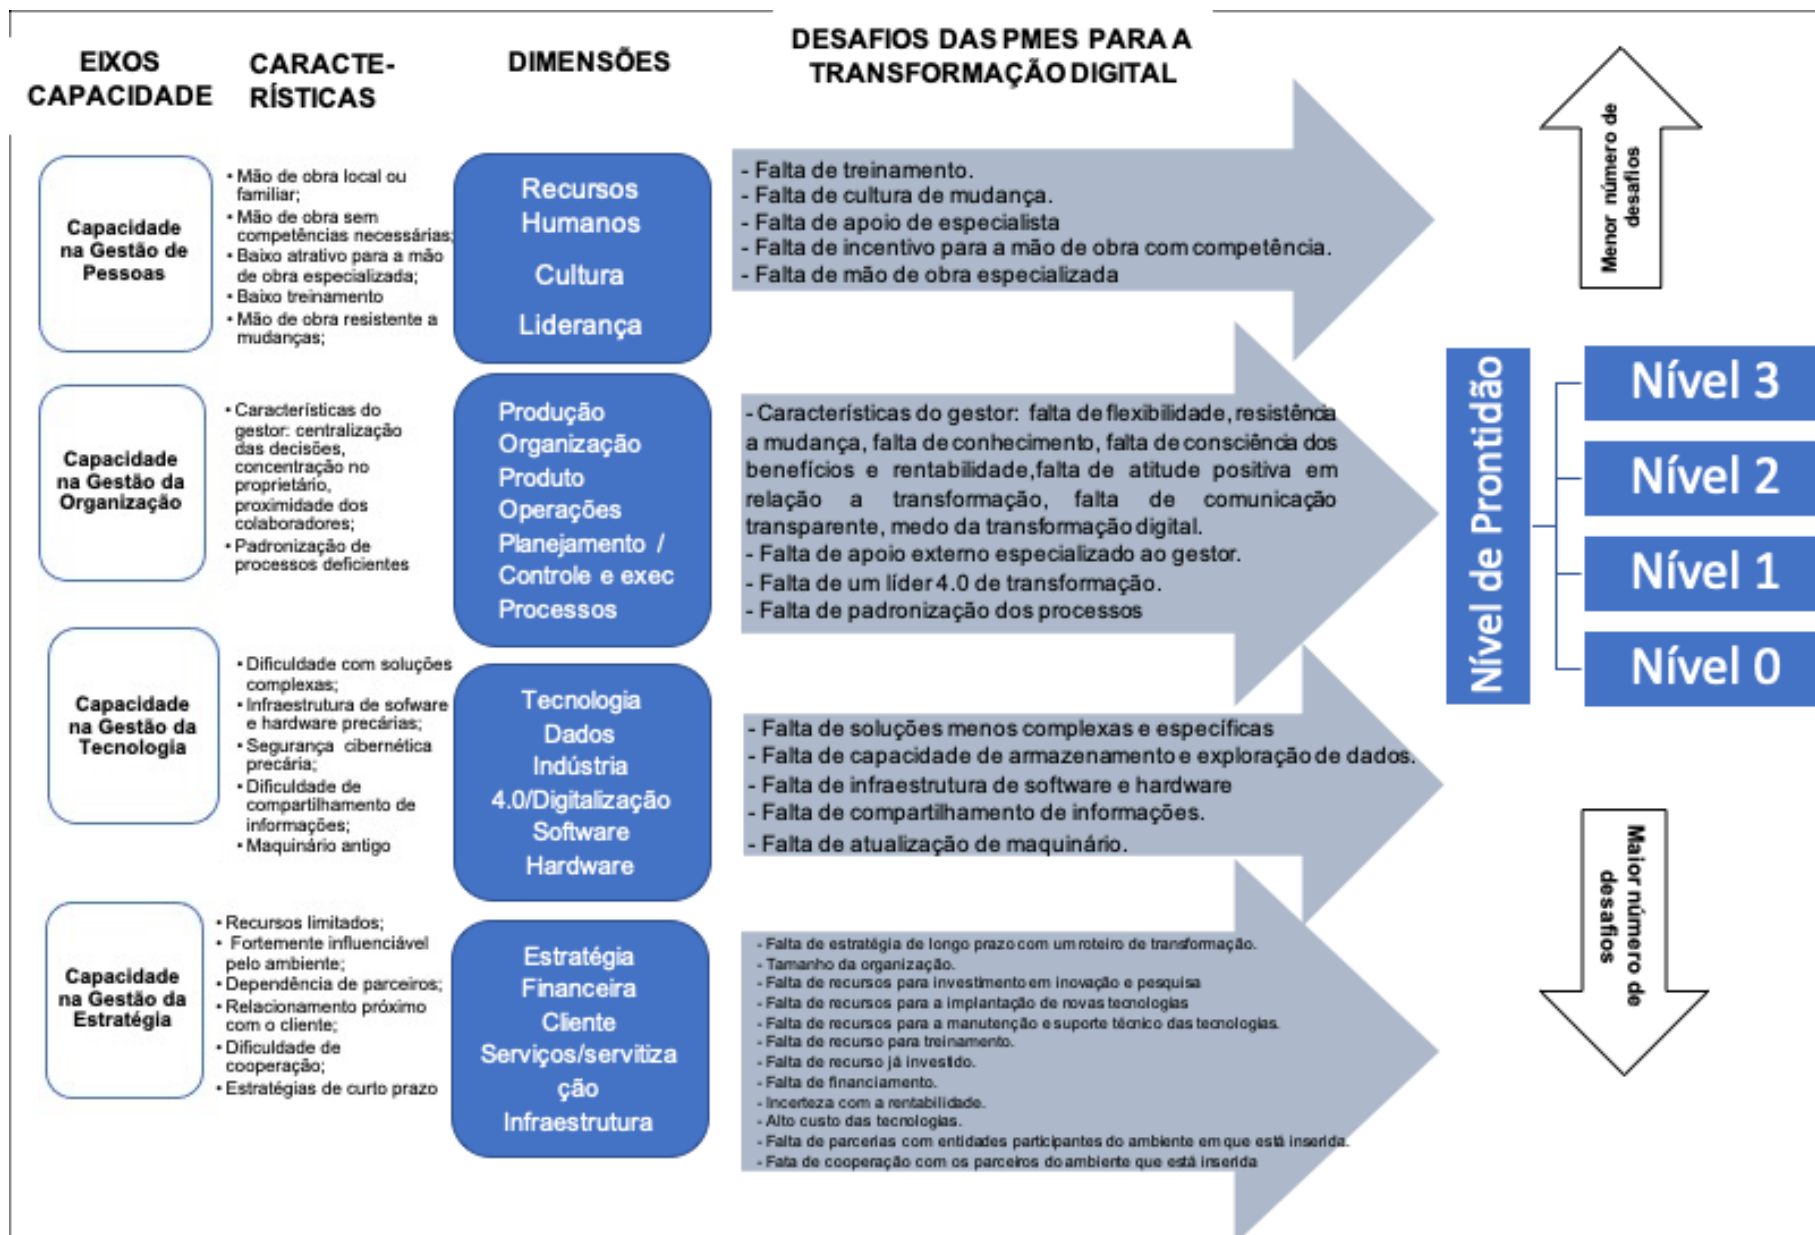 EIXOS
CAPACIDADE
CARACTE-
RÍSTICAS
DIMENSÕES
DESAFIOS DAS PMES PARA A
TRANSFORMAÇÃO DIGITAL
Capacidade
na Gestão de
Pessoas
• Mão de obra local ou
familiar;
• Mão de obra sem
competências necessárias;
• Baixo atrativo para a mão
de obra especializada;
• Baixo treinamento
• Mão de obra resistente a
mudanças;
Recursos
Humanos
Cultura
Liderança
- Falta de treinamento.
- Falta de cultura de mudança.
- Falta de apoio de especialista
- Falta de incentivo para a mão de obra com competência.
- Falta de mão de obra especializada
Capacidade
na Gestão da
Organização
• Características do
gestor: centralização
das decisões,
concentração no
proprietário,
proximidade dos
colaboradores;
• Padronização de
processos deficientes
Produção
Organização
Produto
Operações
Planejamento /
Controle e exec
Processos
- Características do gestor: falta de flexibilidade, resistência
a mudança, falta de conhecimento, falta de consciência dos
benefícios e rentabilidade,falta de atitude positiva em
relação a transformação, falta de comunicação
transparente, medo da transformação digital.
- Falta de apoio externo especializado ao gestor.
- Falta de um líder 4.0 de transformação.
- Falta de padronização dos processos
Capacidade
na Gestão da
Tecnologia
• Dificuldade com soluções
complexas;
• Infraestrutura de sofware
e hardware precárias;
• Segurança cibernética
precária;
• Dificuldade de
compartilhamento de
informações;
• Maquinário antigo
Tecnologia
Dados
Indústria
4.0/Digitalização
Software
Hardware
- Falta de soluções menos complexas e específicas
- Falta de capacidade de armazenamento e exploração de dados.
- Falta de infraestrutura de software e hardware
- Falta de compartilhamento de informações.
- Falta de atualização de maquinário.
Capacidade
na Gestão da
Estratégia
• Recursos limitados;
• Fortemente influenciável
pelo ambiente;
• Dependência de parceiros;
• Relacionamento próximo
com o cliente;
• Dificuldade de
cooperação;
• Estratégias de curto prazo
Estratégia
Financeira
Cliente
Serviços/servitiza
ção
Infraestrutura
- Falta de estratégia de longo prazo com um roteiro de transformação.
- Tamanho da organização.
- Falta de recursos para investimento em inovação e pesquisa
- Falta de recursos para a implantação de novas tecnologias
- Falta de recursos para a manutenção e suporte técnico das tecnologias.
- Falta de recurso para treinamento.
- Falta de recurso já investido.
- Falta de financiamento.
- Incerteza com a rentabilidade.
- Alto custo das tecnologias.
- Falta de parcerias com entidades participantes do ambiente em que está inserida.
- Fata de cooperação com os parceiros do ambiente que está inserida
Menor número de
desafios
Nível de Prontidão
Nível 3
Nível 2
Nível 1
Nível 0
Maior número de
desafios